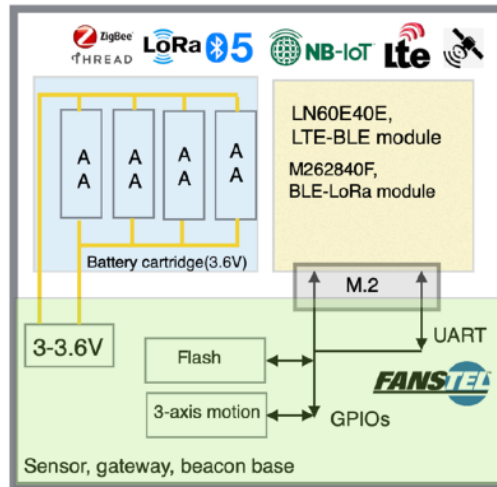 ZigBee
THREAD
LoRa
5
NB-IoT
Lte
A A
A A
A A
A A
Battery cartridge(3.6V)
LN60E40E,
LTE-BLE module
M262840F,
BLE-LoRa module
M.2
3-3.6V
Flash
UART
FANSTEL
3-axis motion
GPIOs
Sensor, gateway, beacon base